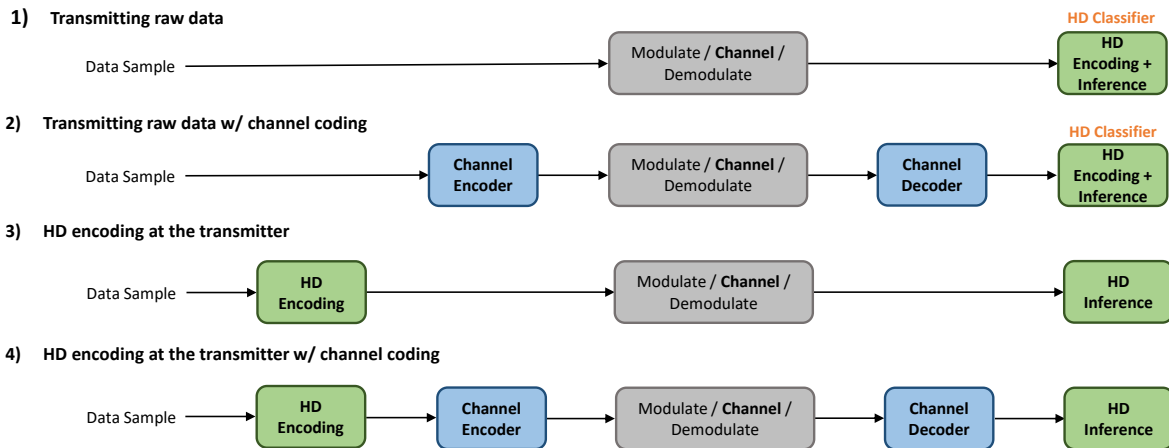 1) Transmitting raw data
HD Classifier
Data Sample
Modulate / Channel /
Demodulate
HD
Encoding +
Inference
2) Transmitting raw data w/ channel coding
HD Classifier
Data Sample
Channel
Encoder
Modulate / Channel /
Demodulate
Channel
Decoder
HD
Encoding +
Inference
3) HD encoding at the transmitter
Data Sample
HD
Encoding
Modulate / Channel /
Demodulate
HD
Inference
4) HD encoding at the transmitter w/ channel coding
Data Sample
HD
Encoding
Channel
Encoder
Modulate / Channel /
Demodulate
Channel
Decoder
HD
Inference